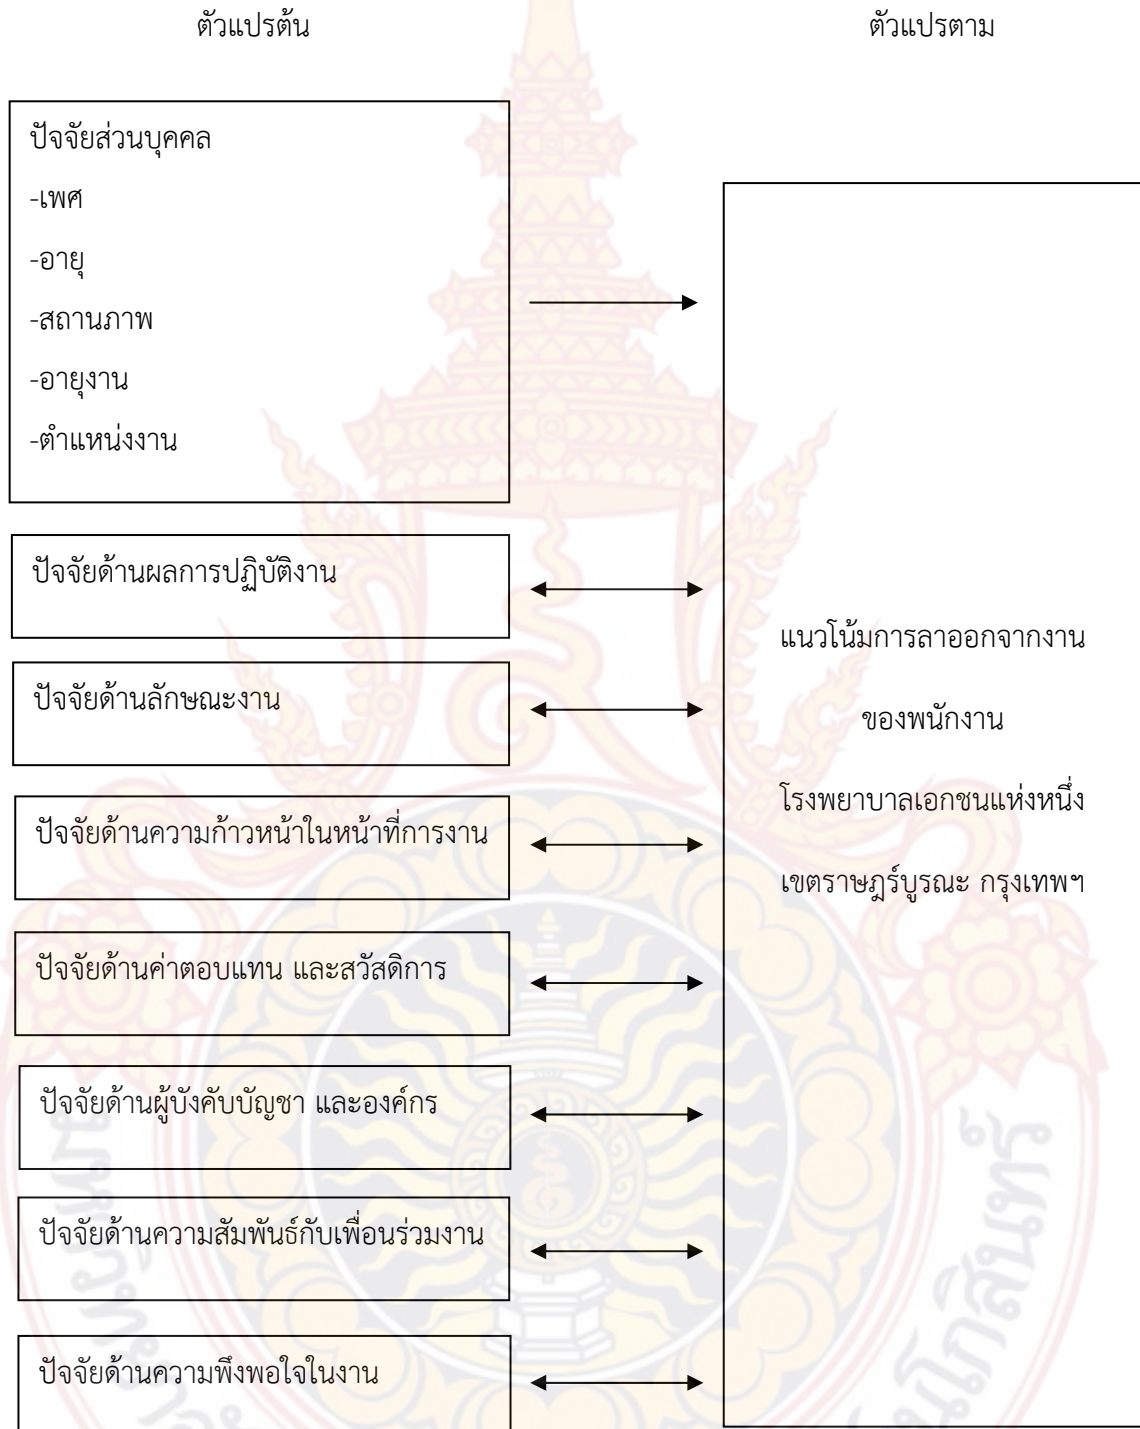 ตัวแปรต้น
ตัวแปรตาม
ปัจจัยส่วนบุคคล
-เพศ
-อายุ
-สถานภาพ
-อายุงาน
-ตำแหน่งงาน
ปัจจัยด้านผลการปฏิบัติงาน
ปัจจัยด้านลักษณะงาน
ปัจจัยด้านความก้าวหน้าในหน้าที่การงาน
ปัจจัยด้านค่าตอบแทน และสวัสดิการ
ปัจจัยด้านผู้บังคับบัญชา และองค์กร
ปัจจัยด้านความสัมพันธ์กับเพื่อนร่วมงาน
ปัจจัยด้านความพึงพอใจในงาน
แนวโน้มการลาออกจากงาน
ของพนักงาน
โรงพยาบาลเอกชนแห่งหนึ่ง
เขตราษฎร์บูรณะ กรุงเทพฯ